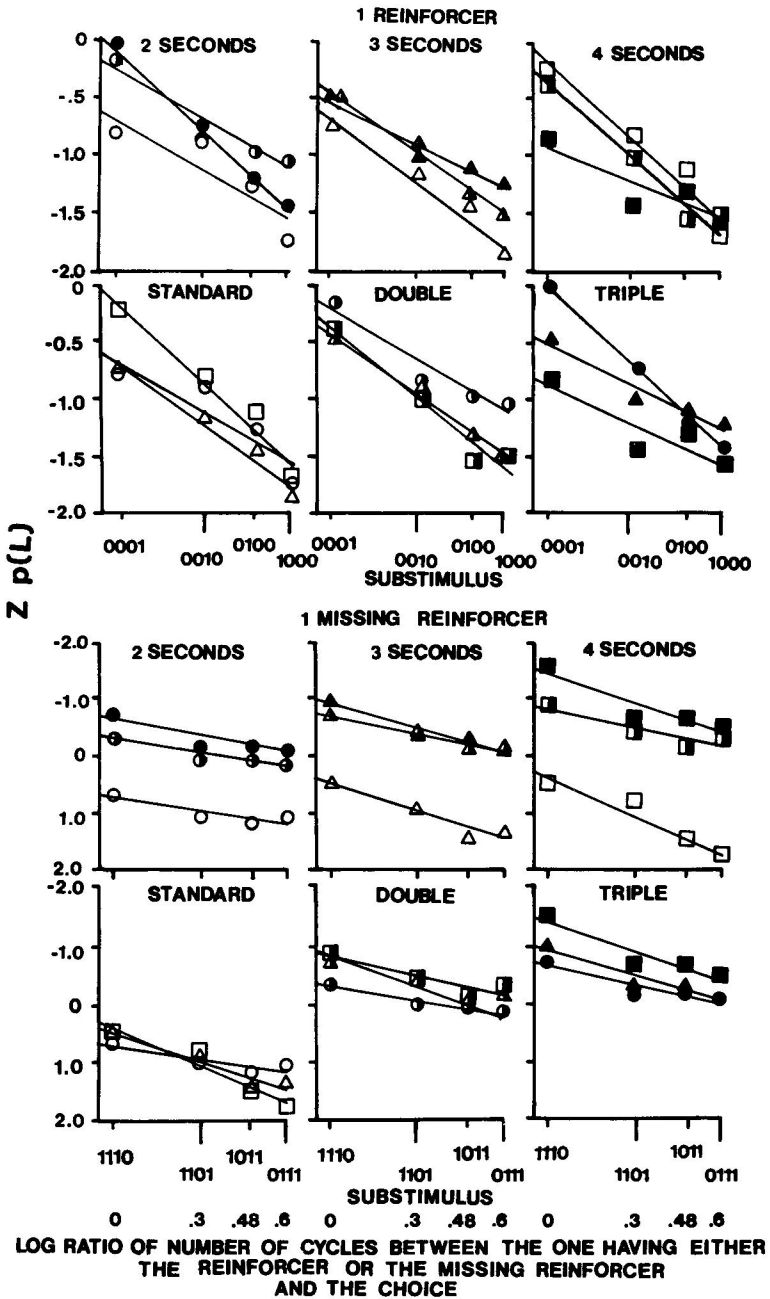 1 REINFORCER
2 SECONDS 3 SECONDS 4 SECONDS
0
-.5
-1.0
-1.5
-2.0
STANDARD DOUBLE TRIPLE
0
-0.5
-1.0
-1.5
-2.0
0001 0010 0100 1000 0001 0010 0100 1000 0001 0010 0100 1000
SUBSTIMULUS
Z p(L)
1 MISSING REINFORCER
2 SECONDS 3 SECONDS 4 SECONDS
-2.0
-1.0
0
1.0
2.0
STANDARD DOUBLE TRIPLE
-2.0
-1.0
0
1.0
2.0
1110 1101 1011 0111 1110 1101 1011 0111 1110 1101 1011 0111
SUBSTIMULUS
0 .3 .48 .6 0 .3 .48 .6 0 .3 .48 .6
LOG RATIO OF NUMBER OF CYCLES BETWEEN THE ONE HAVING EITHER
THE REINFORCER OR THE MISSING REINFORCER
AND THE CHOICE